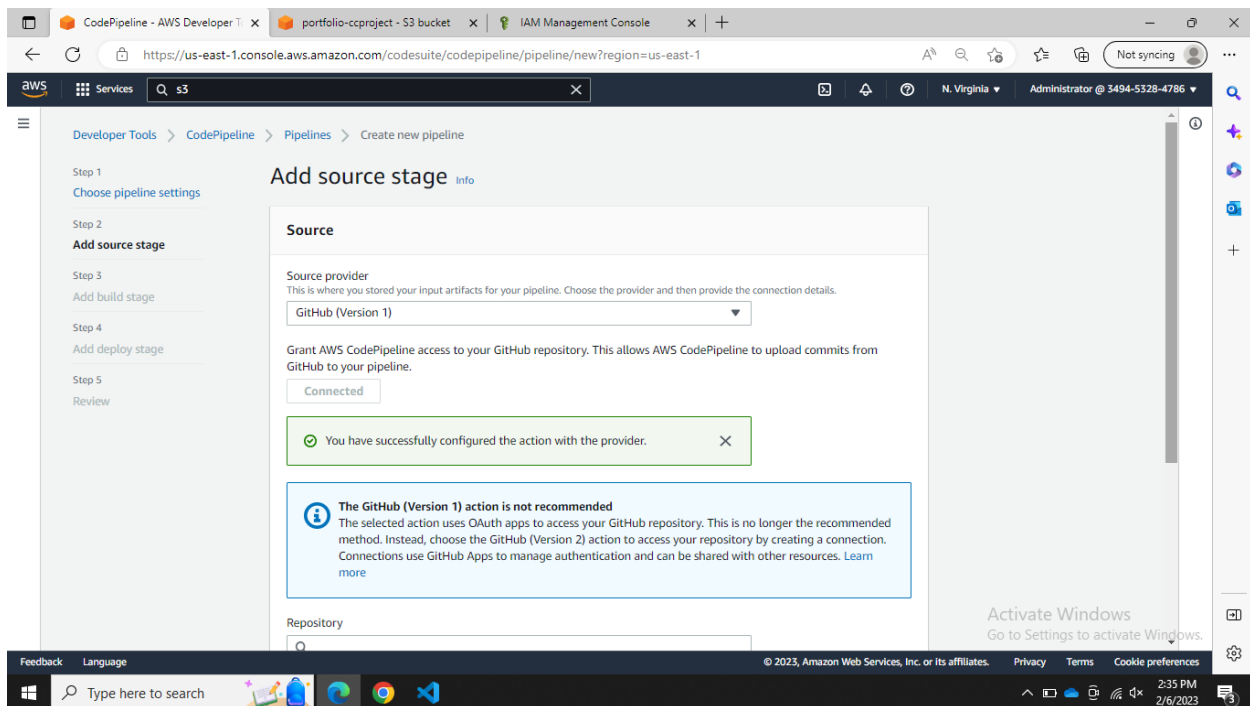 CodePipeline - AWS Developer T
portfolio-ccproject - S3 bucket
IAM Management Console
https://us-east-1.console.aws.amazon.com/codesuite/codepipeline/pipeline/new?region=us-east-1
Not syncing
aws
Services
s3
N. Virginia
Administrator @ 3494-5328-4786
Developer Tools
CodePipeline
Pipelines
Create new pipeline
Step 1
Choose pipeline settings
Step 2
Add source stage
Step 3
Add build stage
Step 4
Add deploy stage
Step 5
Review
Add source stage Info
Source
Source provider
This is where you stored your input artifacts for your pipeline. Choose the provider and then provide the connection details.
GitHub (Version 1)
Grant AWS CodePipeline access to your GitHub repository. This allows AWS CodePipeline to upload commits from
GitHub to your pipeline.
Connected
You have successfully configured the action with the provider.
The GitHub (Version 1) action is not recommended
The selected action uses OAuth apps to access your GitHub repository. This is no longer the recommended
method. Instead, choose the GitHub (Version 2) action to access your repository by creating a connection.
Connections use GitHub Apps to manage authentication and can be shared with other resources. Learn
more
Repository
Activate Windows
Go to Settings to activate Windows.
Feedback
Language
© 2023, Amazon Web Services, Inc. or its affiliates.
Privacy
Terms
Cookie preferences
Type here to search
2:35 PM
2/6/2023
3